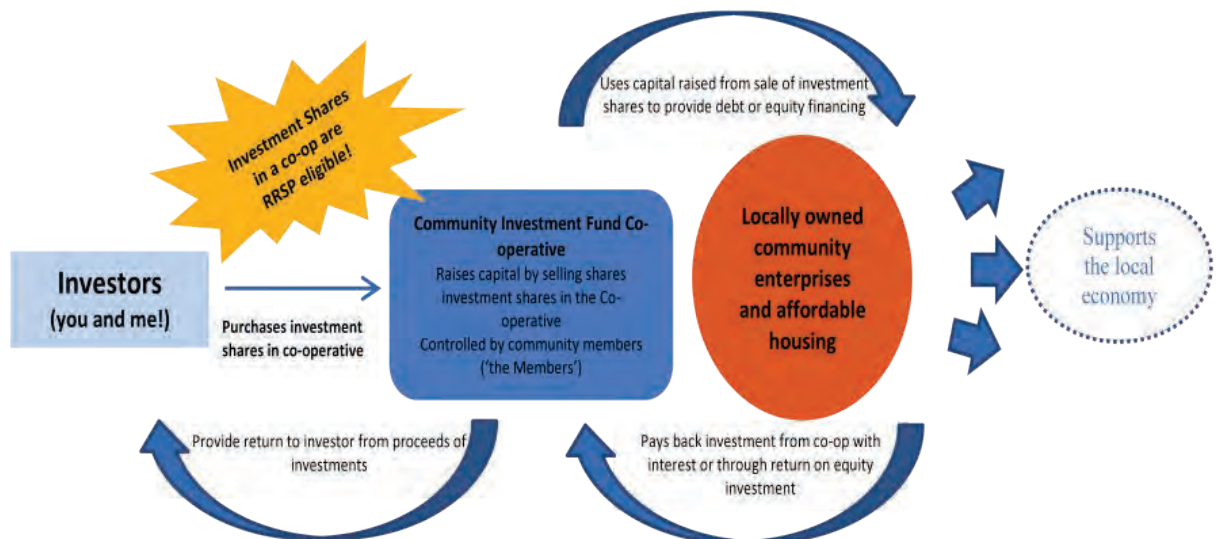 Uses capital raised from sale of investment
shares to provide debt or equity financing
Investment Shares
in a co-op are
RRSP eligible!
Investors
(you and me!)
Purchases investment
shares in co-operative
Community Investment Fund Co-
operative
Raises capital by selling shares
investment shares in the Co-
operative
Controlled by community members
('the Members')
Locally owned
community
enterprises
and affordable
housing
Supports
the local
economy
Provide return to investor from proceeds of
investments
Pays back investment from co-op with
interest or through return on equity
investment